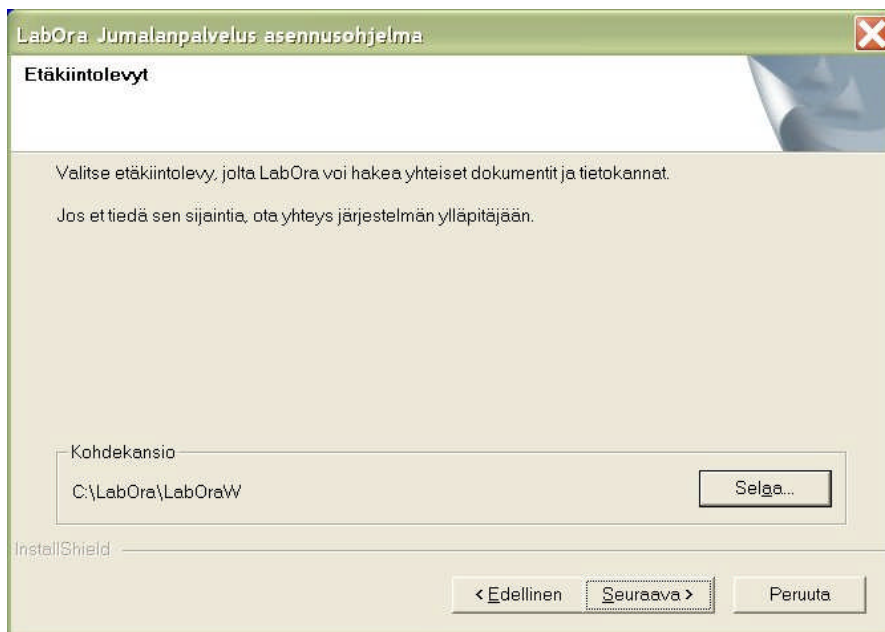 LabOra Jumalanpalvelus asennusohjelma
Etäkiintolevyt
Valitse etäkiintolevy, jolta LabOra voi hakea yhteiset dokumentit ja tietokannat.
Jos et tiedä sen sijaintia, ota yhteys järjestelmän ylläpitäjään.
Kohdekansio
C:\LabOra\LabOraW
Selaa...
InstallShield
< Edellinen
Seuraava >
Peruuta